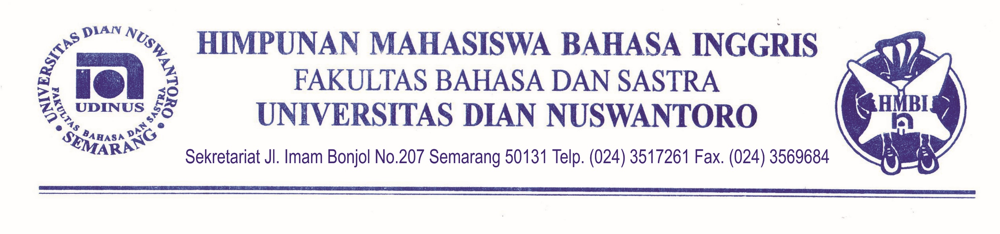 UNIVERSITAS DIAN NUSWANTORO
UDINUS
FAKULTAS BAHASA DAN SASTRA
• SEMARANG •
HIMPUNAN MAHASISWA BAHASA INGGRIS
FAKULTAS BAHASA DAN SASTRA
UNIVERSITAS DIAN NUSWANTORO
Sekretariat Jl. Imam Bonjol No.207 Semarang 50131 Telp. (024) 3517261 Fax. (024) 3569684
HMBI